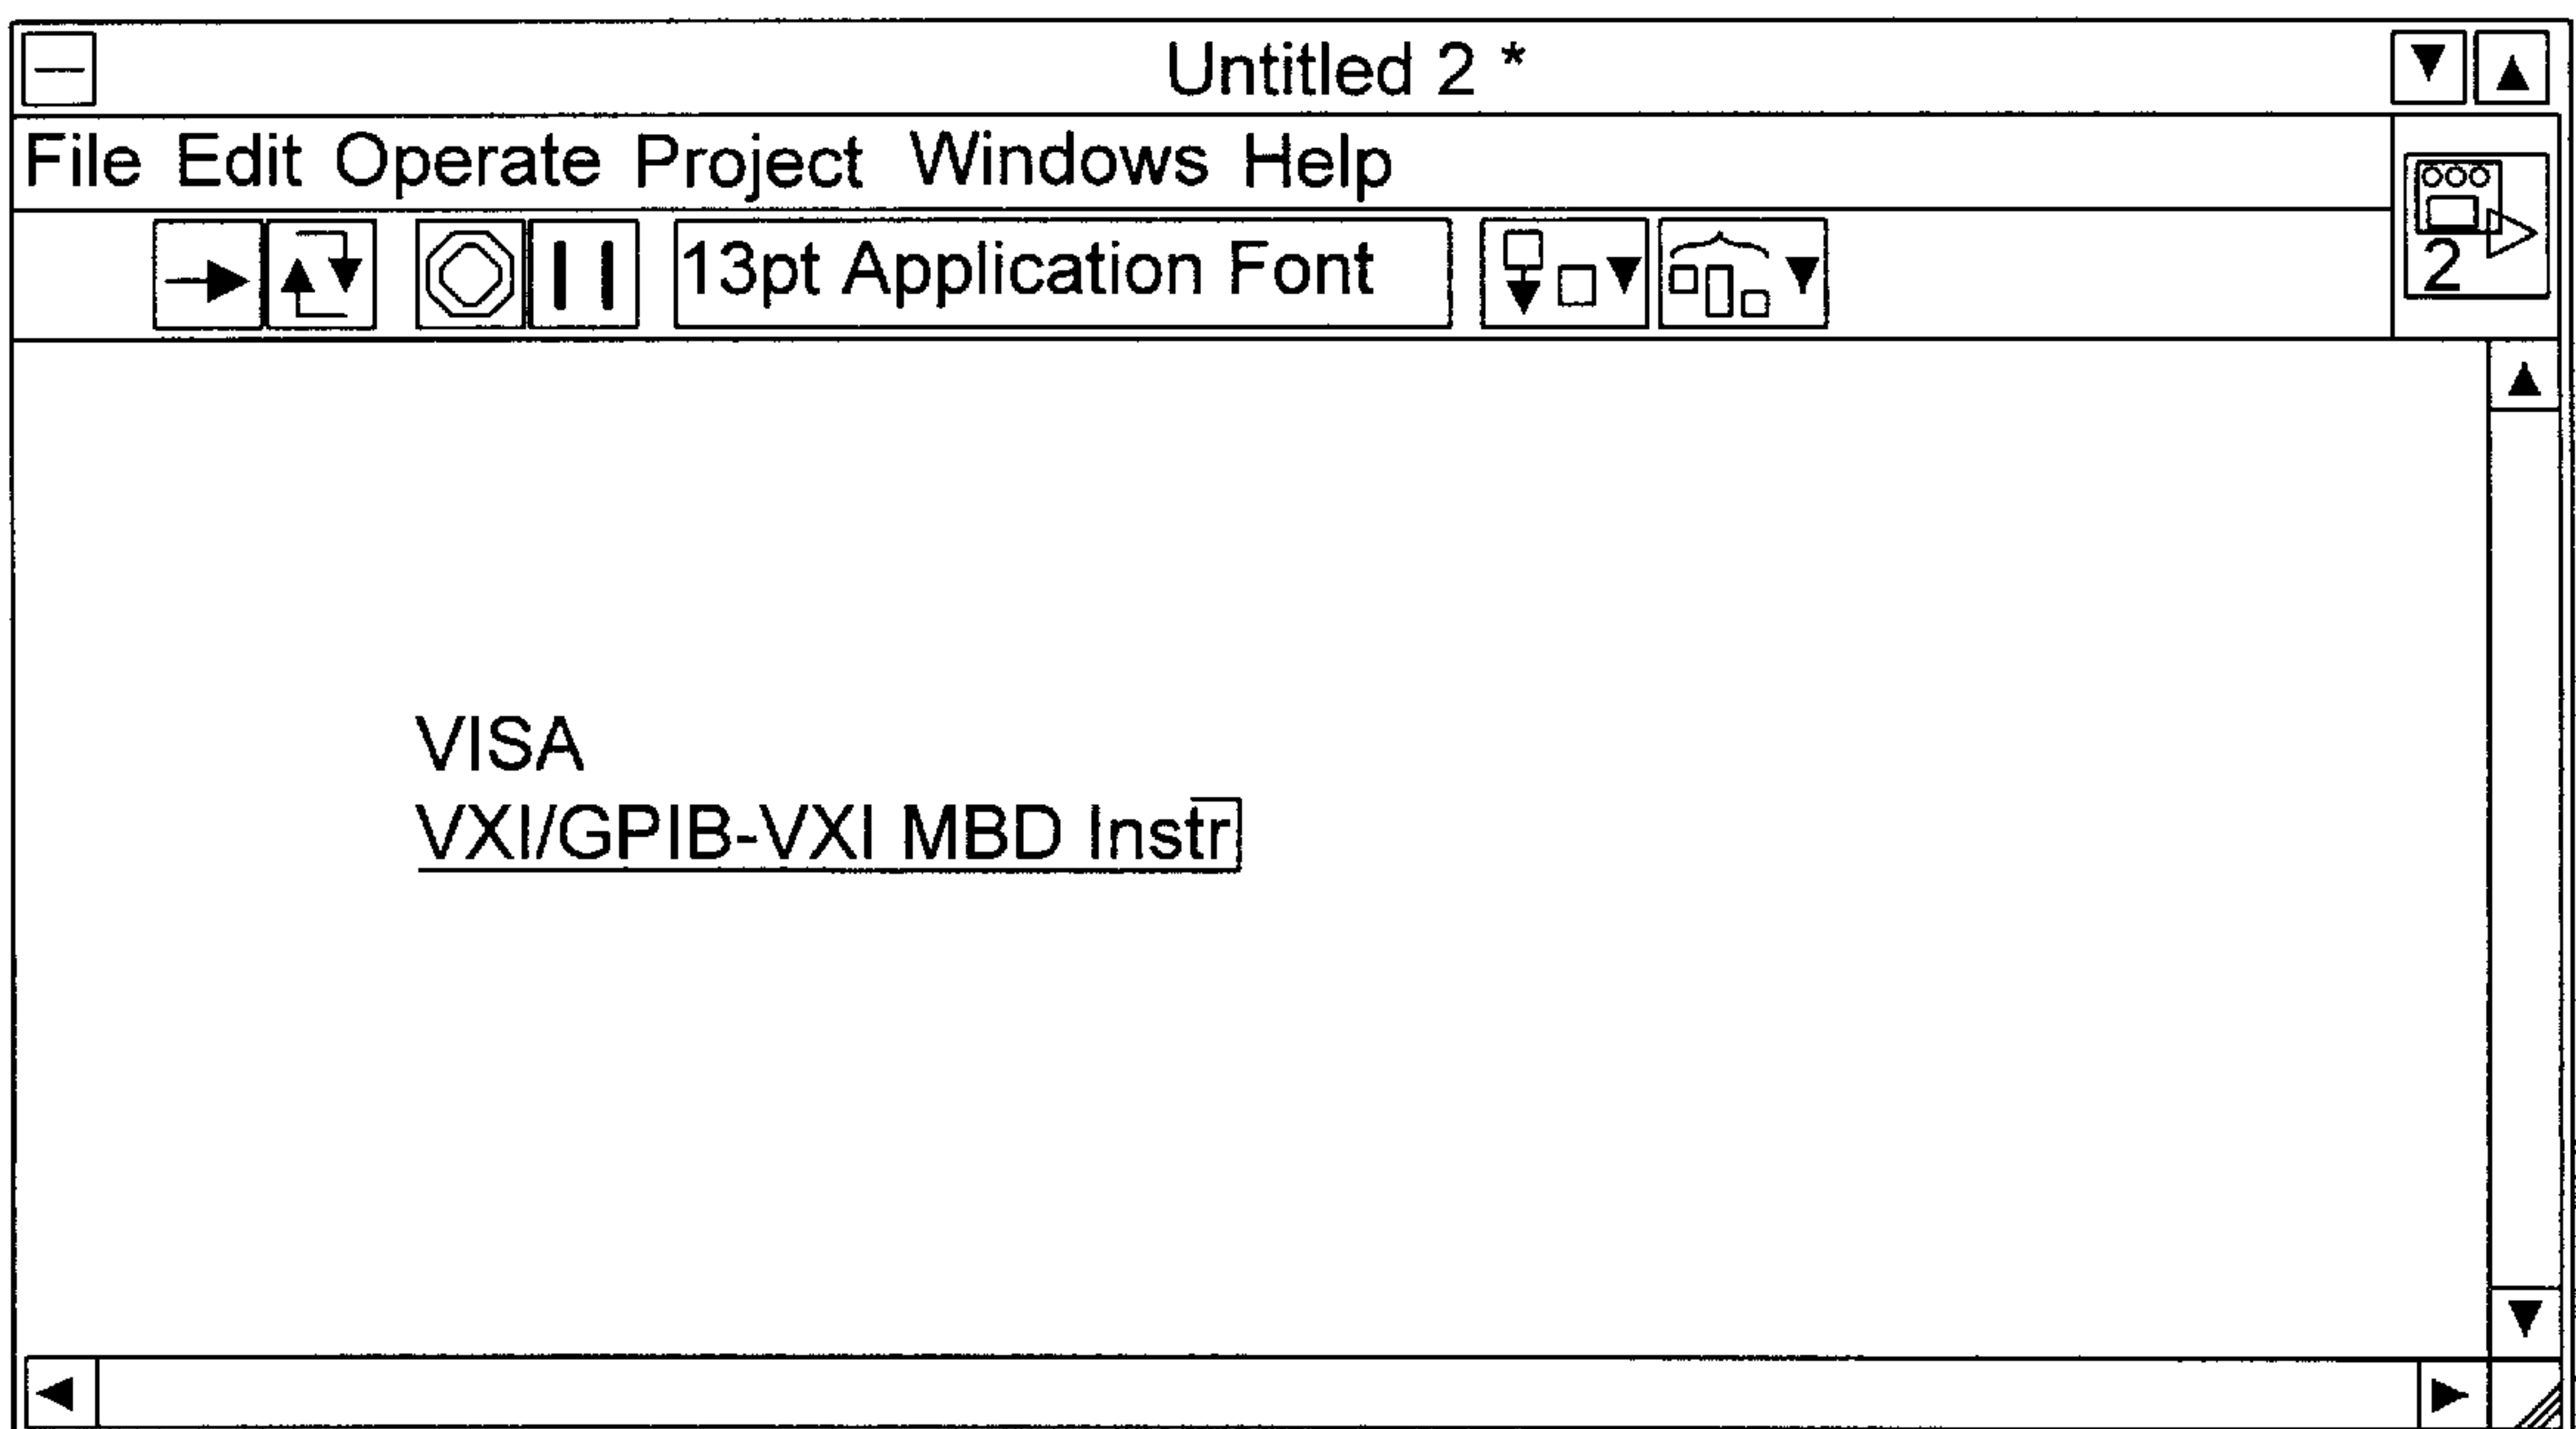 Untitled 2 *
File Edit Operate Project Windows Help
13pt Application Font
2
VISA
VXI/GPIB-VXI MBD Instr